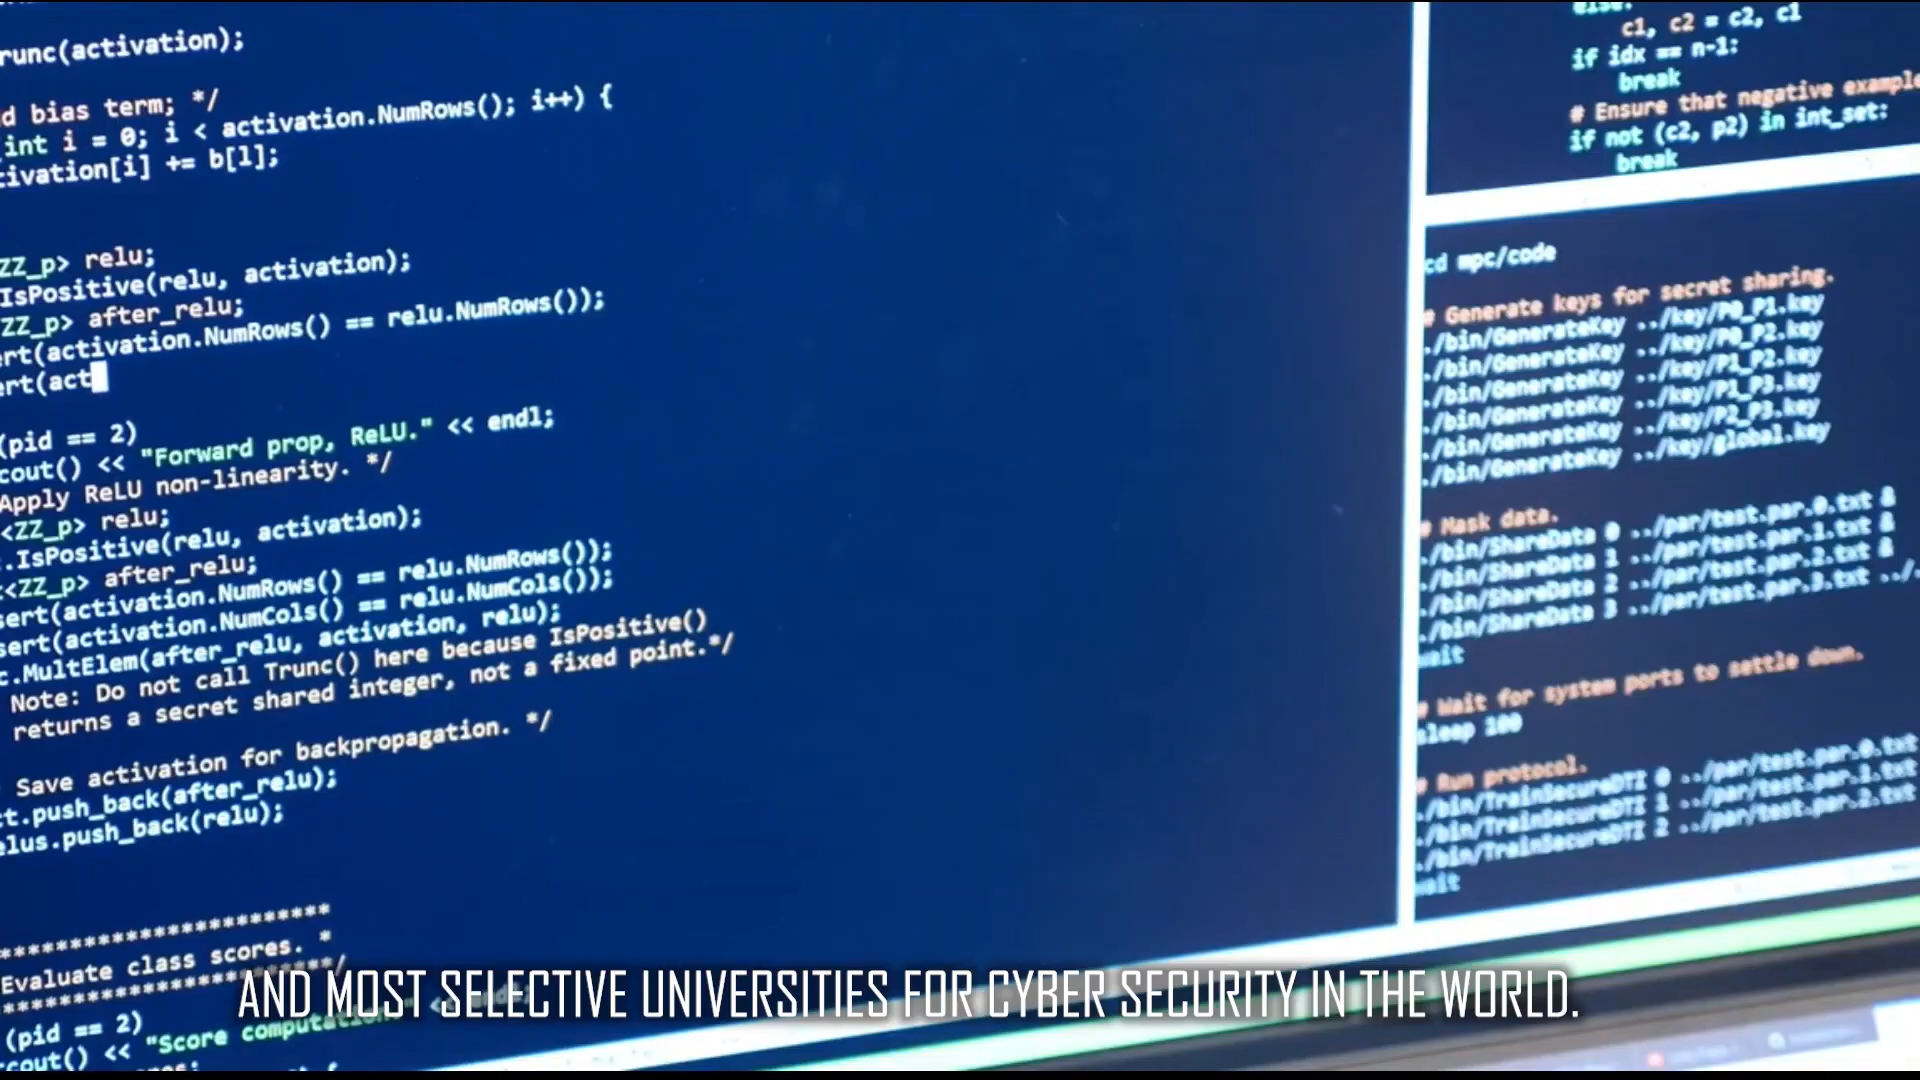 runc(activation);
d bias term; */
int i = 0; i < activation.NumRows(); i++) {
ivation[i] += b[l];
ZZ_p> relu;
IsPositive(relu, activation);
ZZ_p> after_relu;
ert(activation.NumRows() == relu.NumRows());
ert(act
(pid == 2)
cout() << "Forward prop, ReLU." << endl;
Apply ReLU non-linearity. */
<ZZ_p> relu;
.IsPositive(relu, activation);
<ZZ_p> after_relu;
sert(activation.NumRows() == relu.NumRows());
sert(activation.NumCols() == relu.NumCols());
c.MultElem(after_relu, activation, relu);
Note: Do not call Trunc() here because IsPositive()
returns a secret shared integer, not a fixed point.*/
Save activation for backpropagation. */
ct.push_back(after_relu);
elus.push_back(relu);
************************
Evaluate class scores. *
************************/
(pid == 2)
cout() << "Score computation
else:
c1, c2 = c2, c1
if idx == n-1:
break
# Ensure that negative example
if not (c2, p2) in int_set:
break
cd mpc/code
# Generate keys for secret sharing.
./bin/GenerateKey ../key/P0_P1.key
./bin/GenerateKey ../key/P0_P2.key
./bin/GenerateKey ../key/P1_P2.key
./bin/GenerateKey ../key/P1_P3.key
./bin/GenerateKey ../key/P2_P3.key
./bin/GenerateKey ../key/global.key
# Mask data.
./bin/ShareData 0 ../par/test.par.0.txt &
./bin/ShareData 1 ../par/test.par.1.txt &
./bin/ShareData 2 ../par/test.par.2.txt &
./bin/ShareData 3 ../par/test.par.3.txt ../
wait
# Wait for system ports to settle down.
sleep 100
# Run protocol.
./bin/TrainSecureDTI 0 ../par/test.par.0.txt
./bin/TrainSecureDTI 1 ../par/test.par.1.txt
./bin/TrainSecureDTI 2 ../par/test.par.2.txt
wait
AND MOST SELECTIVE UNIVERSITIES FOR CYBER SECURITY IN THE WORLD.